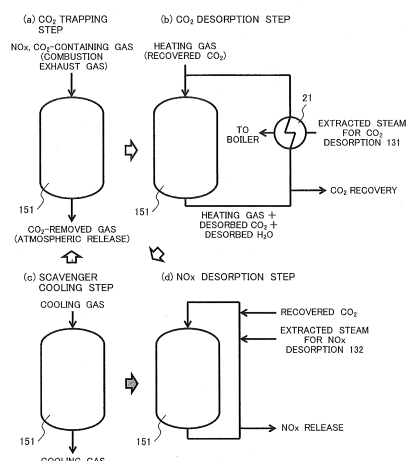 (a) CO2 TRAPPING
STEP
NOx, CO2-CONTAINING GAS
(COMBUSTION
EXHAUST GAS)
151
CO2-REMOVED GAS
(ATMOSPHERIC RELEASE)
(b) CO2 DESORPTION STEP
HEATING GAS
(RECOVERED CO2)
21
TO
BOILER
EXTRACTED STEAM
FOR CO2
DESORPTION 131
CO2 RECOVERY
151
HEATING GAS +
DESORBED CO2 +
DESORBED H2O
(c) SCAVENGER
COOLING STEP
COOLING GAS
151
COOLING GAS
(d) NOx DESORPTION STEP
RECOVERED CO2
EXTRACTED STEAM
FOR NOx
DESORPTION 132
151
NOx RELEASE